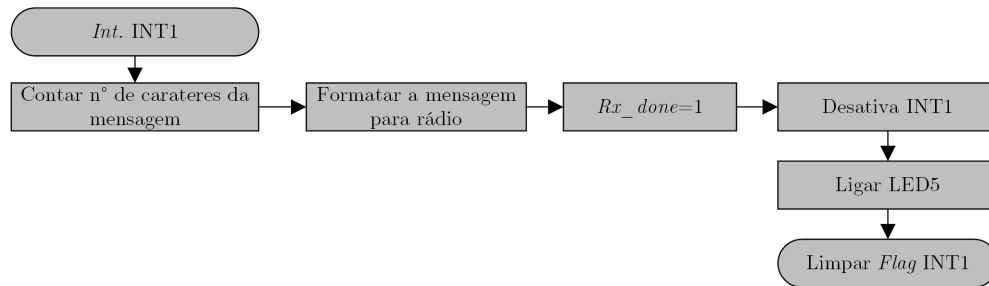 Int. INT1
Contar n° de carateres da
mensagem
Formatar a mensagem
para rádio
Rx_done=1
Desativa INT1
Ligar LED5
Limpar Flag INT1